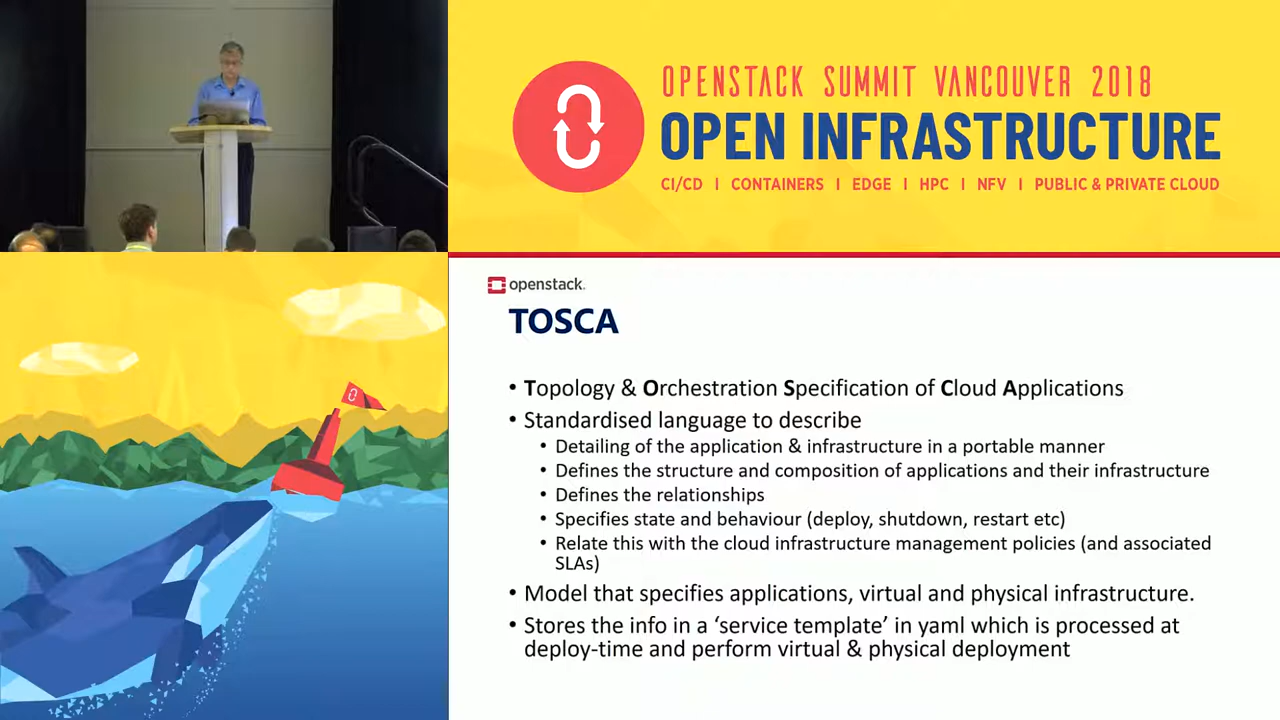 OPENSTACK SUMMIT VANCOUVER 2018
OPEN INFRASTRUCTURE
CI/CD | CONTAINERS | EDGE | HPC | NFV | PUBLIC & PRIVATE CLOUD
openstack.
TOSCA
• Topology & Orchestration Specification of Cloud Applications
• Standardised language to describe
• Detailing of the application & infrastructure in a portable manner
• Defines the structure and composition of applications and their infrastructure
• Defines the relationships
• Specifies state and behaviour (deploy, shutdown, restart etc)
• Relate this with the cloud infrastructure management policies (and associated
SLAs)
• Model that specifies applications, virtual and physical infrastructure.
• Stores the info in a ‘service template’ in yaml which is processed at
deploy-time and perform virtual & physical deployment